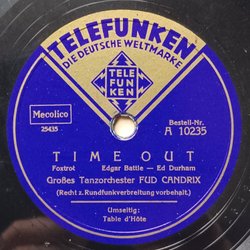 TELEFUNKEN
DIE DEUTSCHE WELTMARKE
TELE
FUN
KEN
Mecolico
25435
Bestell-Nr.
A 10235
TIME OUT
Foxtrot Edgar Battle — Ed Durham
Großes Tanzorchester FUD CANDRIX
(Recht z. Rundfunkverbreitung vorbehalt.)
Umseitig:
Table d'Hôte